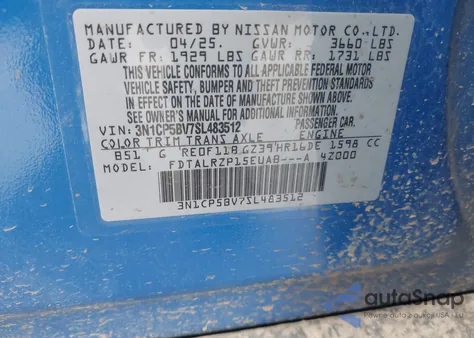 MANUFACTURED BY NISSAN MOTOR CO.,LTD.
DATE: 04/25. GVWR: 3660 LBS
GAWR FR: 1929 LBS GAWR RR: 1731 LBS
THIS VEHICLE CONFORMS TO ALL APPLICABLE FEDERAL MOTOR
VEHICLE SAFETY, BUMPER AND THEFT PREVENTION STANDARDS
IN EFFECT ON THE DATE OF MANUFACTURE SHOWN ABOVE.
SEE OWNER'S MANUAL FOR ADDITIONAL INFORMATION.
VIN: 3N1CP5BV7SL483512 PASSENGER CAR
COLOR TRIM TRANS AXLE ENGINE
B51 G RE0F11B GZ39 HR16DE 1598 CC
MODEL: FDTALRZP15EUAB---A 4Z000
3N1CP5BV7SL483512
autoSnap